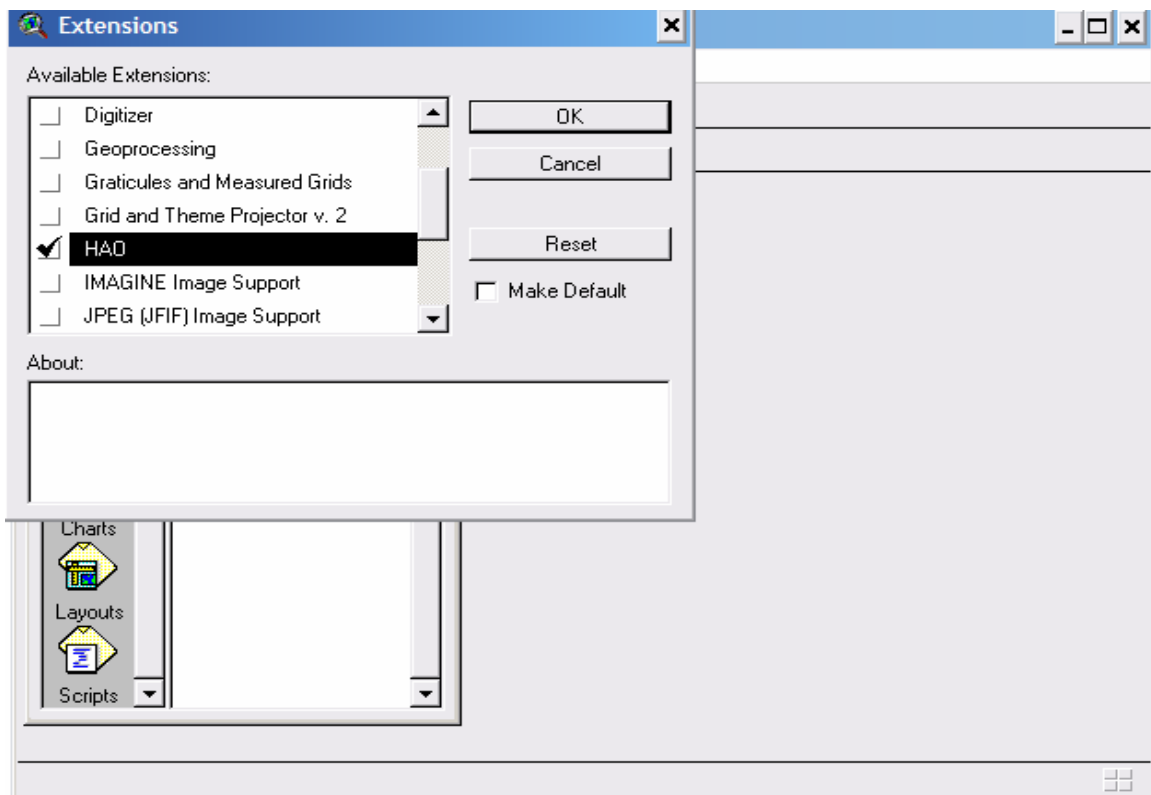 Extensions
Available Extensions:
Digitizer
Geoprocessing
Graticules and Measured Grids
Grid and Theme Projector v. 2
HAO
IMAGINE Image Support
JPEG (JFIF) Image Support
OK
Cancel
Reset
Make Default
About:
Charts
Layouts
Scripts